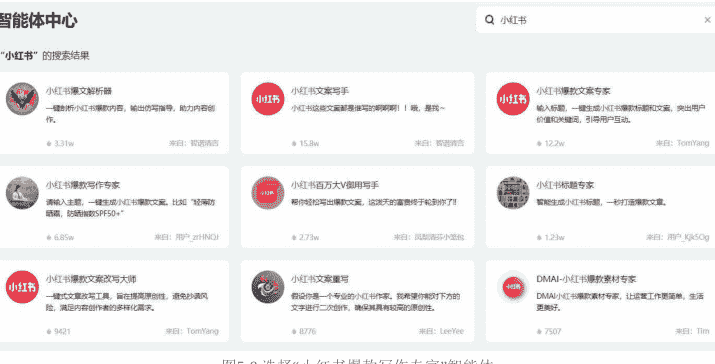 智能体中心
小红书
“小红书”的搜索结果
小红书爆文解析器
一键剖析小红书爆款内容，输出仿写指导，助力内容创
作。
3.31w
来自：智谱清言
小红书文案写手
小红书这些文案都是谁写的啊啊啊！！哦，是我~
15.8w
来自：智谱清言
小红书
小红书爆款文案专家
输入标题，一键生成小红书爆款标题和文案，突出用户
价值和关键词，引导用户互动。
12.2w
来自：TomYang
小红书
小红书爆款写作专家
请输入主题，一键生成小红书爆款文案。比如“轻薄防
晒霜，防晒指数SPF50+”
6.85w
来自：用户_zrHNQr
小红书百万大V御用写手
帮你轻松写出爆款文案，这泼天的富贵终于轮到你了!!
2.73w
小红书
小红书标题专家
智能生成小红书标题，一秒打造爆款文章。
1.23w
来自：用户_Kjk5Gg
小红书爆款文案改写大师
一键式文章改写工具，旨在提高原创性，避免抄袭风
险，满足内容创作者的多样化需求。
9421
来自：TomYang
小红书
小红书文案重写
假设你是一个专业的小红书作家。我希望你能对下方的
文字进行二次创作，确保其具有较高的原创性。
8776
来自：LeeYee
DMAI-小红书爆款素材专家
DMAI-小红书爆款素材专家，让运营工作更简单，生活
更美好。
7507
来自：Tim
小红书